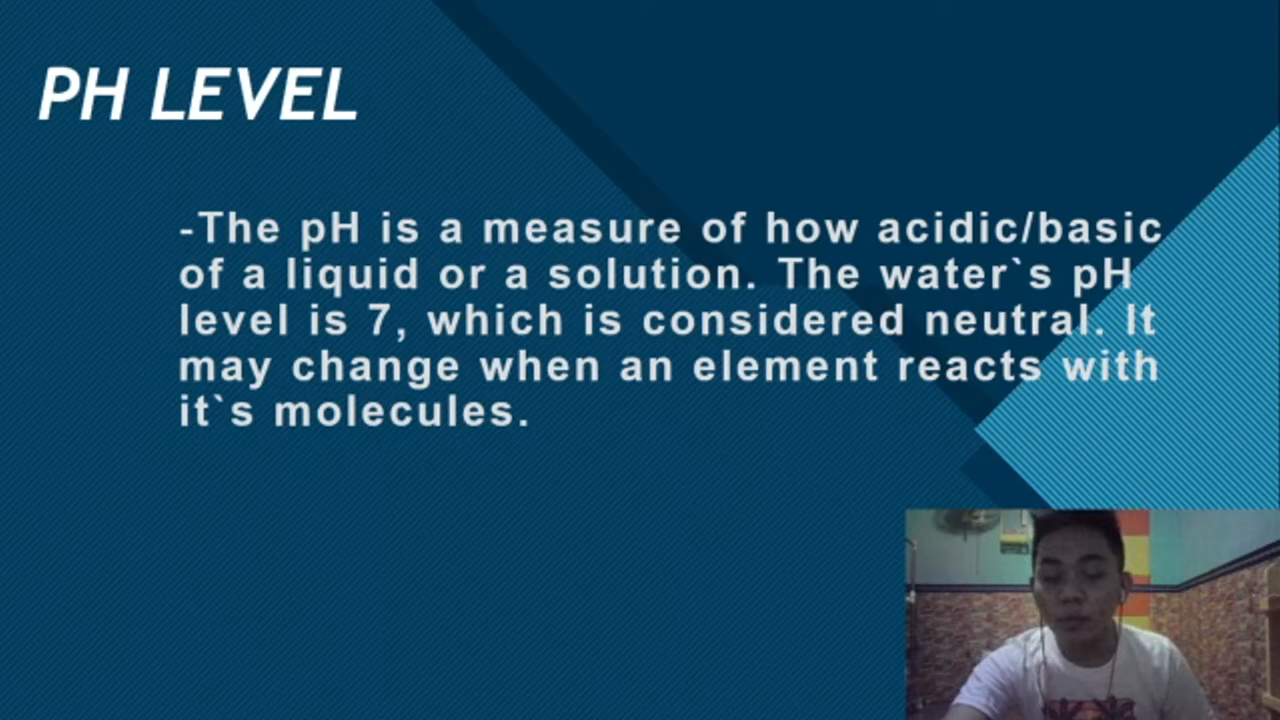 PH LEVEL
-The pH is a measure of how acidic/basic
of a liquid or a solution. The water`s pH
level is 7, which is considered neutral. It
may change when an element reacts with
it`s molecules.